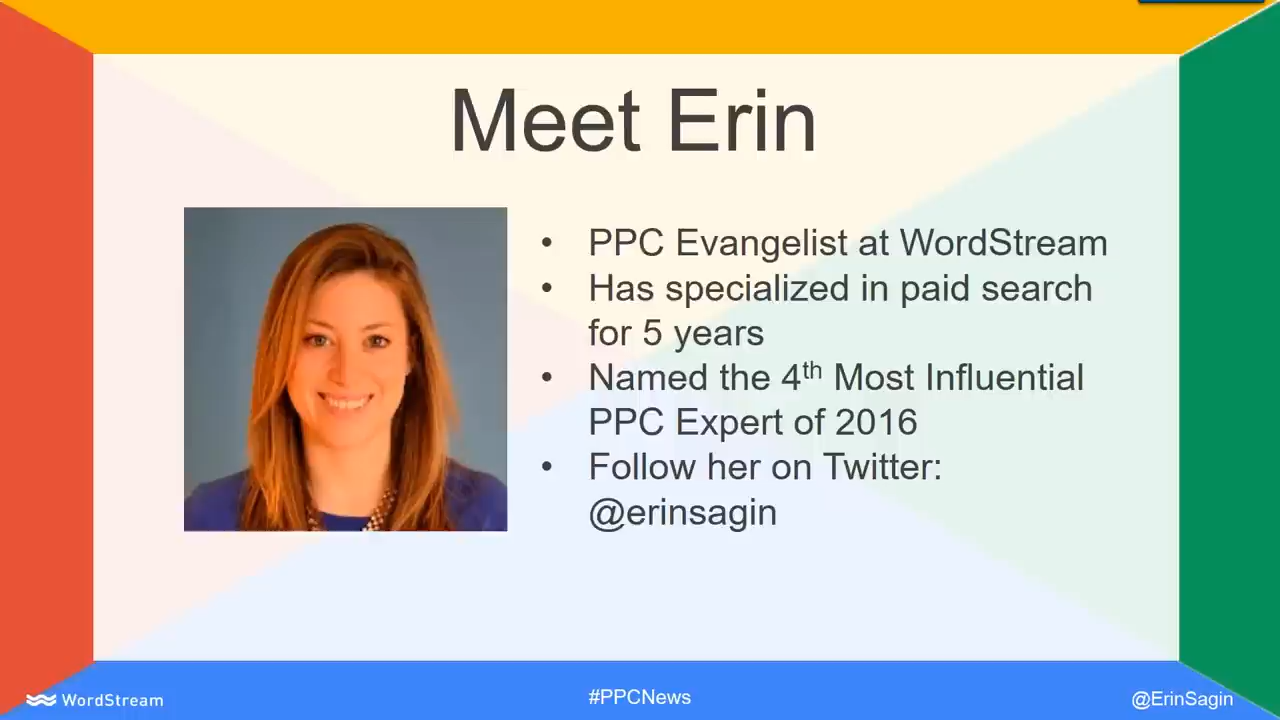 Meet Erin
• PPC Evangelist at WordStream
• Has specialized in paid search
for 5 years
• Named the 4th Most Influential
PPC Expert of 2016
• Follow her on Twitter:
@erinsagin
WordStream
#PPCNews
@ErinSagin